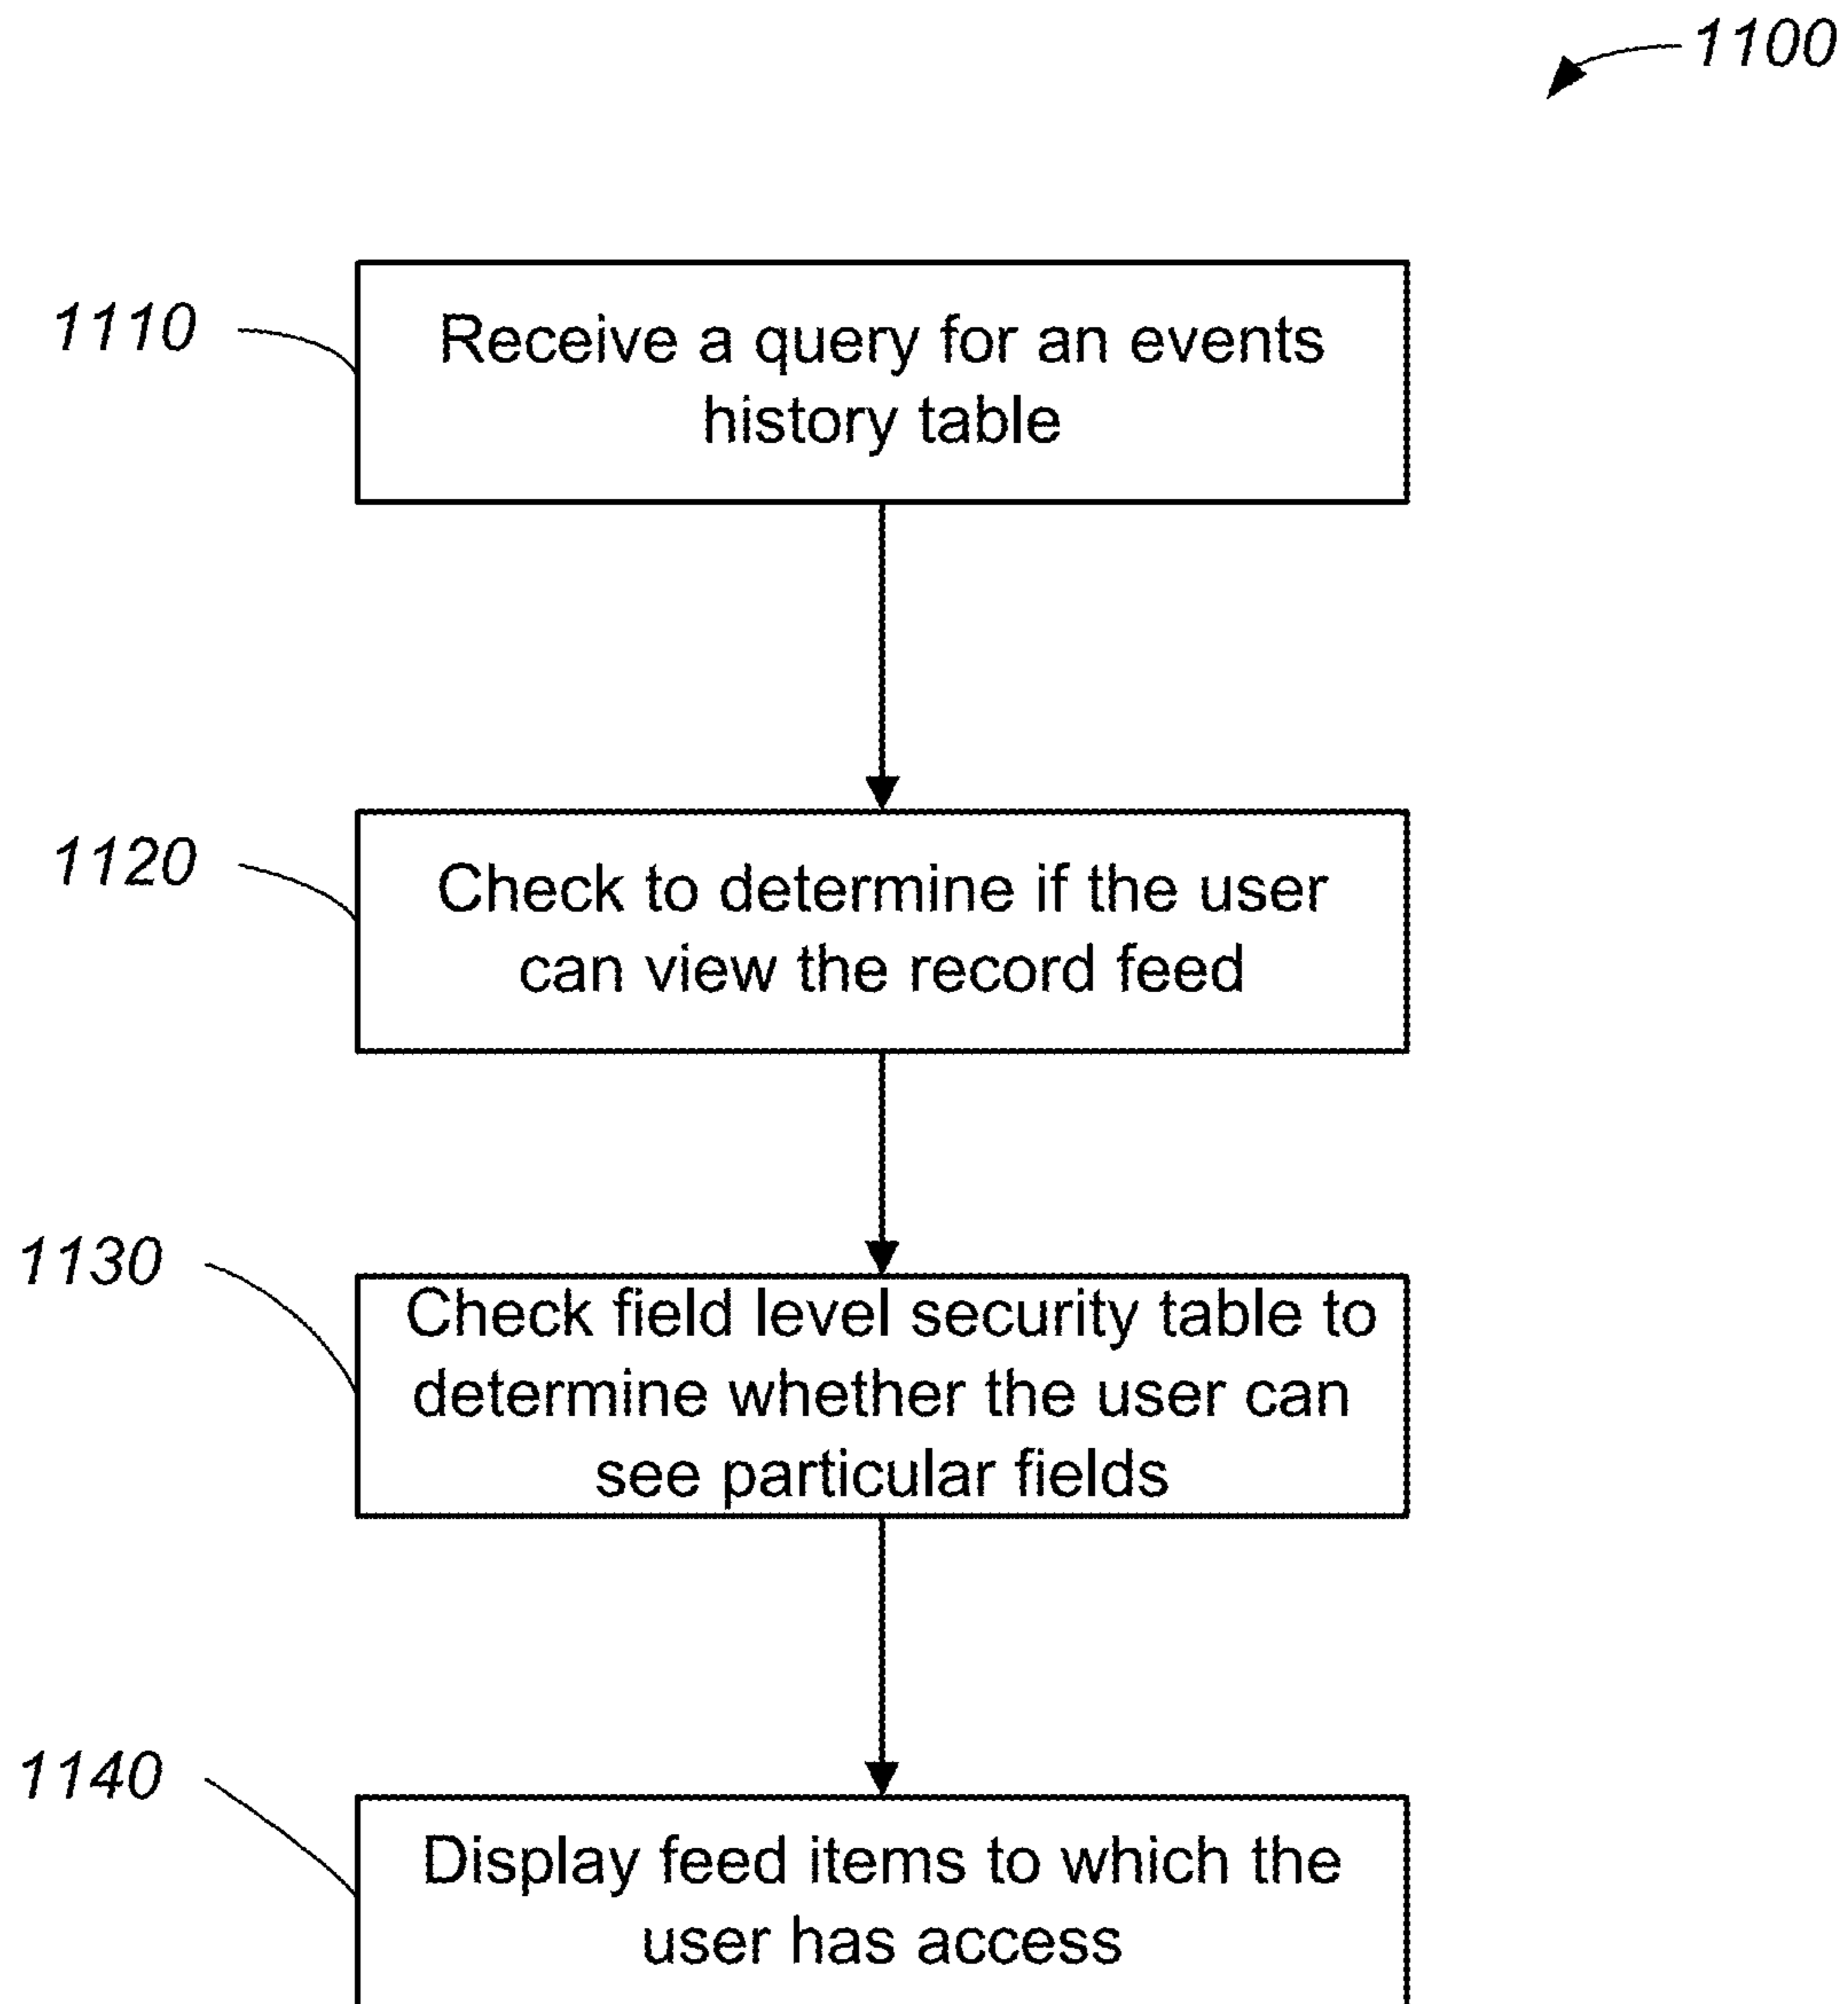 1100
1110
Receive a query for an events
history table
1120
Check to determine if the user
can view the record feed
1130
Check field level security table to
determine whether the user can
see particular fields
1140
Display feed items to which the
user has access